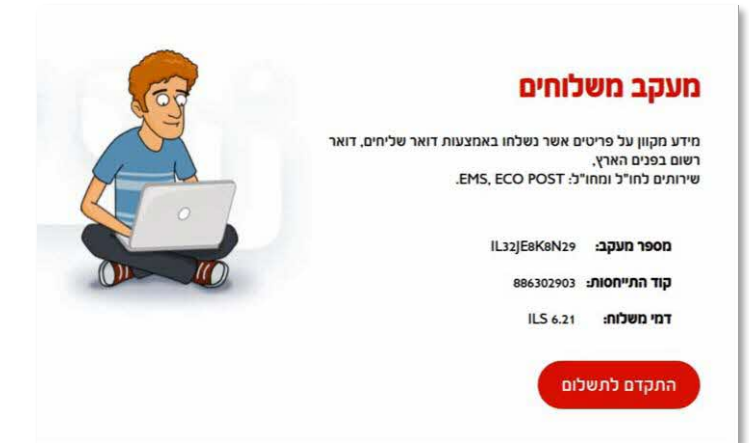 מעקב משלוחים
מידע מקוון על פריטים אשר נשלחו באמצעות דואר שליחים, דואר
רשום בפנים הארץ,
שירותים לחו"ל ומחו"ל: EMS, ECO POST.
מספר מעקב: IL32JE8K8N29
קוד התייחסות: 886302903
דמי משלוח: ILS 6.21
התקדם לתשלום